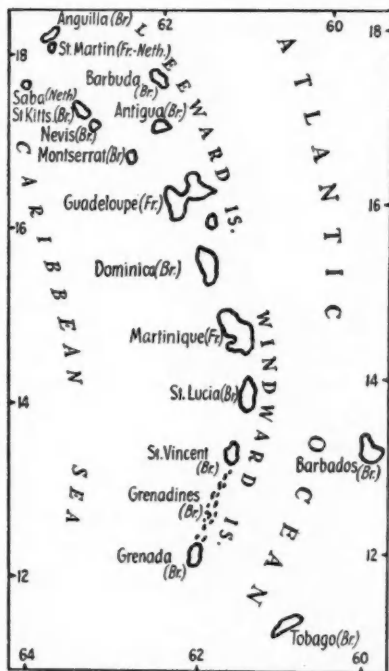 62
60
Anguilla (Br)
St Martin (Fr.-Neth.)
18
18
LEEWARD IS.
ATLANTIC OCEAN
Barbuda
(Br.)
Saba (Neth)
St Kitts. (Br)
Antigua (Br)
Nevis (Br.)
Montserrat (Br)
CARIBBEAN SEA
Guadeloupe (Fr.)
16
16
Dominica (Br.)
Martinique (Fr.)
WINDWARD IS.
St. Lucia (Br)
14
14
St. Vincent
(Br.)
Barbados
(Br.)
Grenadines
(Br.)
Grenada
(Br.)
12
12
Tobago (Br)
64
62
60